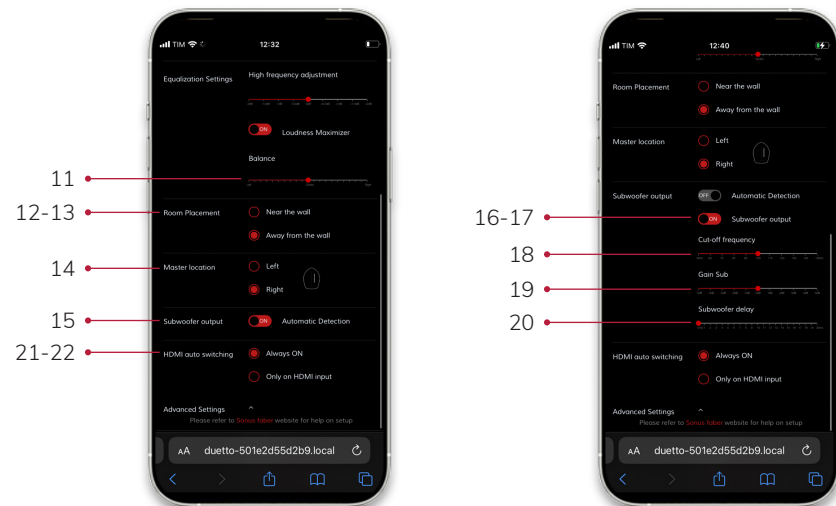 TIM
12:32
Equalization Settings
High frequency adjustment
ON
Loudness Maximizer
Balance
11
12-13
Room Placement
Near the wall
Away from the wall
14
Master location
Left
Right
15
Subwoofer output
ON
Automatic Detection
21-22
HDMI auto switching
Always ON
Only on HDMI input
Advanced Settings
Please refer to Sonus faber website for help on setup
AA duetto-501e2d55d2b9.local
TIM
12:40
Room Placement
Near the wall
Away from the wall
Master location
Left
Right
Subwoofer output
OFF
Automatic Detection
16-17
ON
Subwoofer output
18
Cut-off frequency
19
Gain Sub
20
Subwoofer delay
HDMI auto switching
Always ON
Only on HDMI input
Advanced Settings
Please refer to Sonus faber website for help on setup
AA duetto-501e2d55d2b9.local